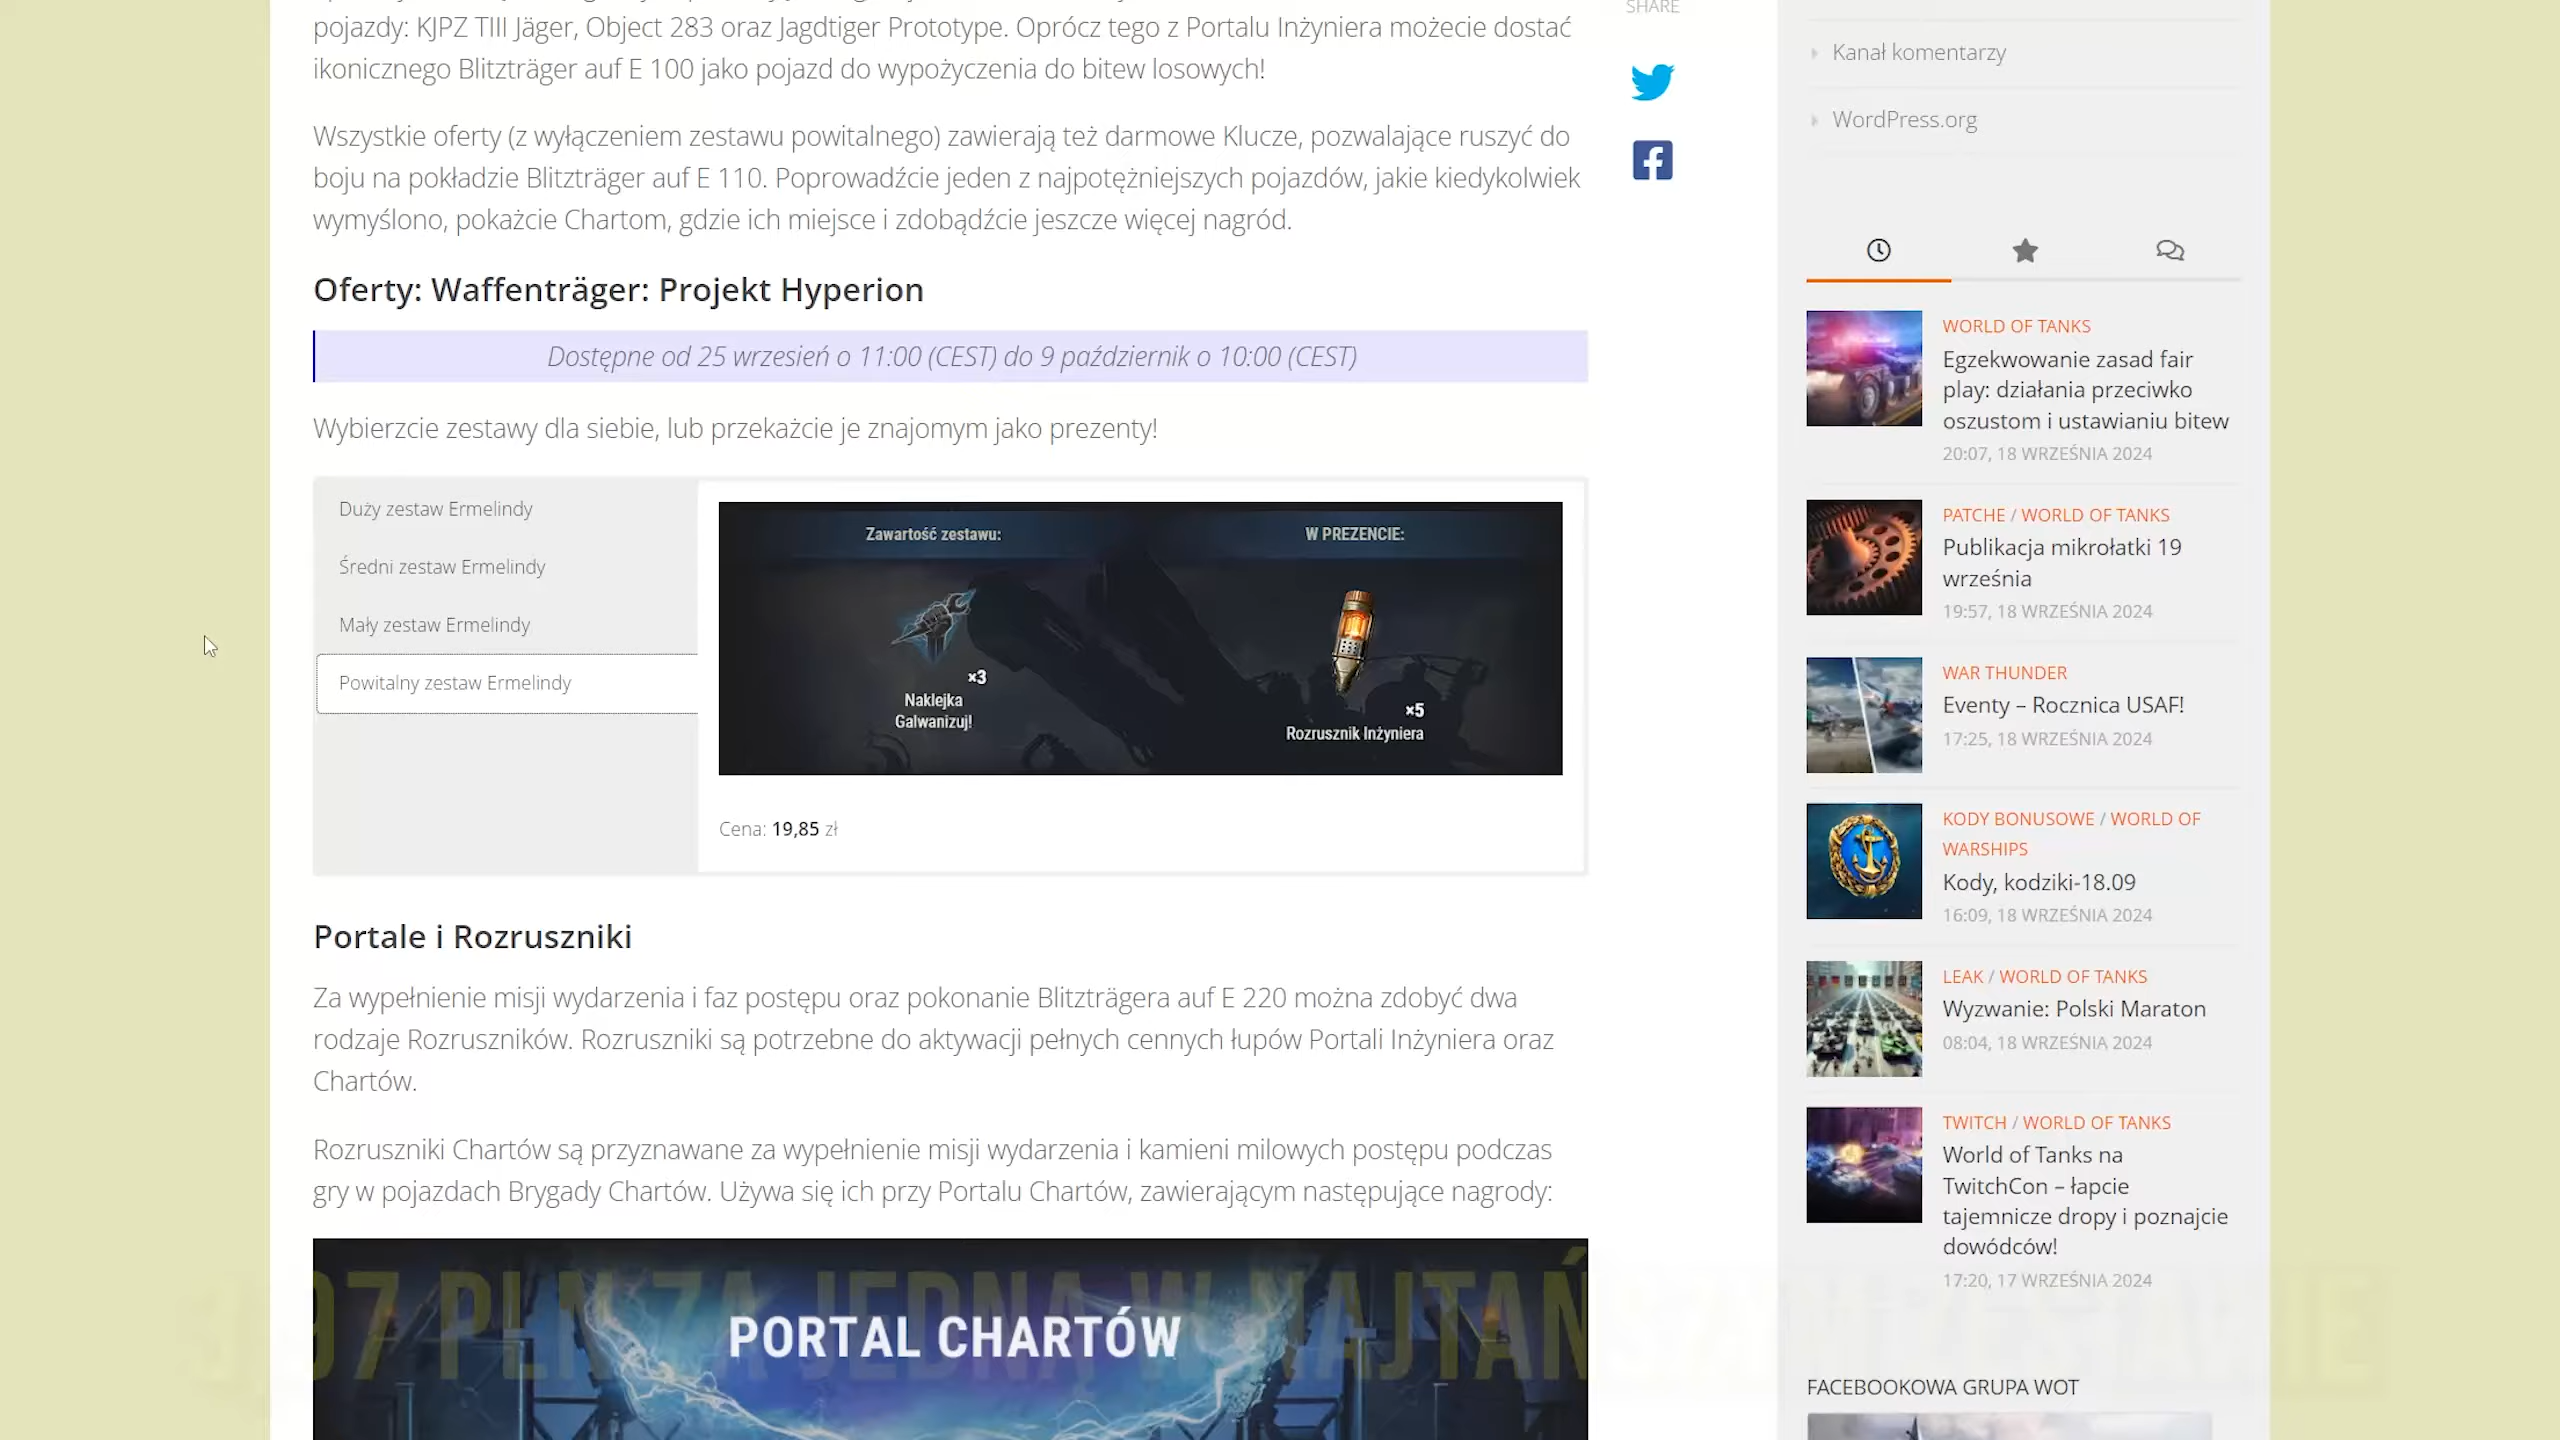 pojazdy: KJPZ TIII Jäger, Object 283 oraz Jagdtiger Prototype. Oprócz tego z Portalu Inżyniera możecie dostać
ikonicznego Blitzträger auf E 100 jako pojazd do wypożyczenia do bitew losowych!
Wszystkie oferty (z wyłączeniem zestawu powitalnego) zawierają też darmowe Klucze, pozwalające ruszyć do
boju na pokładzie Blitzträger auf E 110. Poprowadźcie jeden z najpotężniejszych pojazdów, jakie kiedykolwiek
wymyślono, pokażcie Chartom, gdzie ich miejsce i zdobądźcie jeszcze więcej nagród.
Oferty: Waffenträger: Projekt Hyperion
Dostępne od 25 wrzesień o 11:00 (CEST) do 9 październik o 10:00 (CEST)
Wybierzcie zestawy dla siebie, lub przekażcie je znajomym jako prezenty!
Duży zestaw Ermelindy
Średni zestaw Ermelindy
Mały zestaw Ermelindy
Powitalny zestaw Ermelindy
Zawartość zestawu:
×3
Naklejka
Galwanizuj!
W PREZENCIE:
×5
Rozrusznik Inżyniera
Cena: 19,85 zł
Portale i Rozruszniki
Za wypełnienie misji wydarzenia i faz postępu oraz pokonanie Blitzträgera auf E 220 można zdobyć dwa
rodzaje Rozruszników. Rozruszniki są potrzebne do aktywacji pełnych cennych łupów Portali Inżyniera oraz
Chartów.
Rozruszniki Chartów są przyznawane za wypełnienie misji wydarzenia i kamieni milowych postępu podczas
gry w pojazdach Brygady Chartów. Używa się ich przy Portalu Chartów, zawierającym następujące nagrody:
PORTAL CHARTÓW
3,97 PLN ZA JEDNĄ W NAJTAŃSZYM ZESTAWIE
SHARE
Kanał komentarzy
WordPress.org
WORLD OF TANKS
Egzekwowanie zasad fair
play: działania przeciwko
oszustom i ustawianiu bitew
20:07, 18 WRZEŚNIA 2024
PATCHE / WORLD OF TANKS
Publikacja mikrołatki 19
września
19:57, 18 WRZEŚNIA 2024
WAR THUNDER
Eventy – Rocznica USAF!
17:25, 18 WRZEŚNIA 2024
KODY BONUSOWE / WORLD OF
WARSHIPS
Kody, kodziki-18.09
16:09, 18 WRZEŚNIA 2024
LEAK / WORLD OF TANKS
Wyzwanie: Polski Maraton
08:04, 18 WRZEŚNIA 2024
TWITCH / WORLD OF TANKS
World of Tanks na
TwitchCon – łapcie
tajemnicze dropy i poznajcie
dowódców!
17:20, 17 WRZEŚNIA 2024
FACEBOOKOWA GRUPA WOT